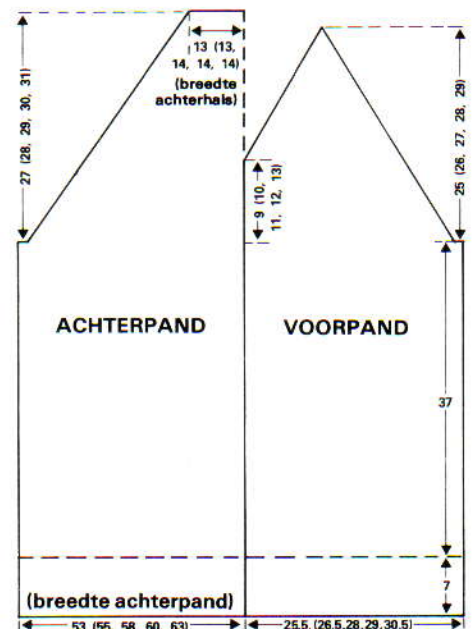 13 (13,
14, 14, 14)
(breedte
achterhals)
27 (28, 29, 30, 31)
25 (26, 27, 28, 29)
9 (10,
11, 12, 13)
ACHTERPAND
VOORPAND
37
7
(breedte achterpand)
53 (55, 58, 60, 63)
25,5, (26,5, 28, 29, 30,5)